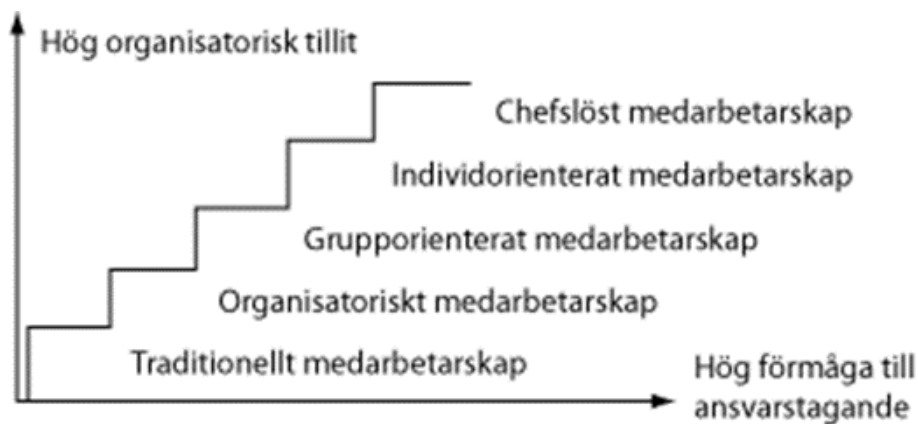 Hög organisatorisk tillit
Chefslöst medarbetarskap
Individorienterat medarbetarskap
Grupporienterat medarbetarskap
Organisatoriskt medarbetarskap
Traditionellt medarbetarskap
Hög förmåga till
ansvarstagande